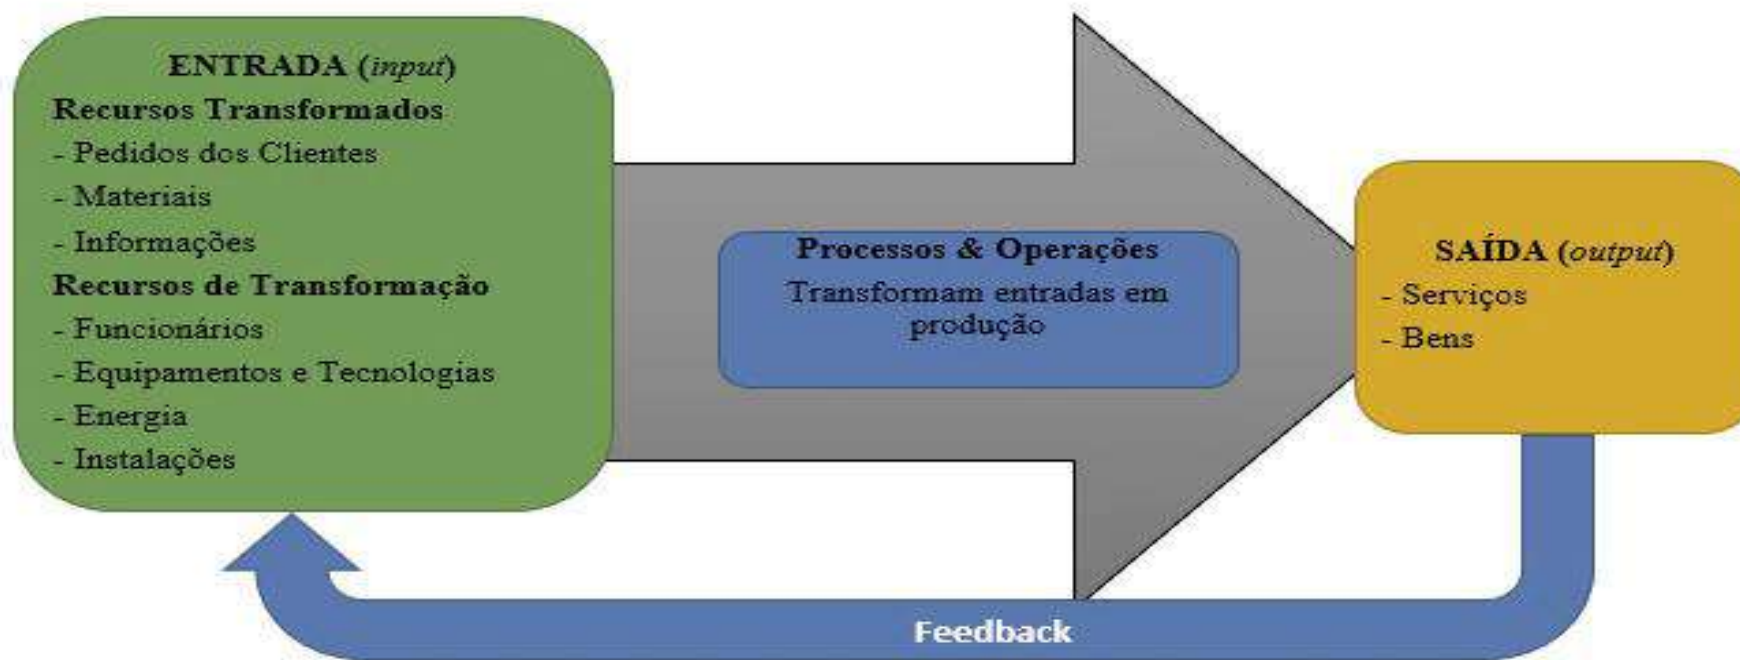 ENTRADA (input)
Recursos Transformados
- Pedidos dos Clientes
- Materiais
- Informações
Recursos de Transformação
- Funcionários
- Equipamentos e Tecnologias
- Energia
- Instalações
Processos & Operações
Transformam entradas em
produção
SAÍDA (output)
- Serviços
- Bens
Feedback